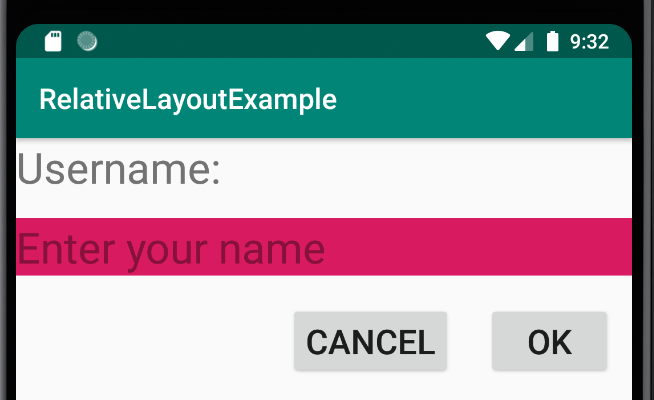 9:32
RelativeLayoutExample
Username:
Enter your name
CANCEL OK